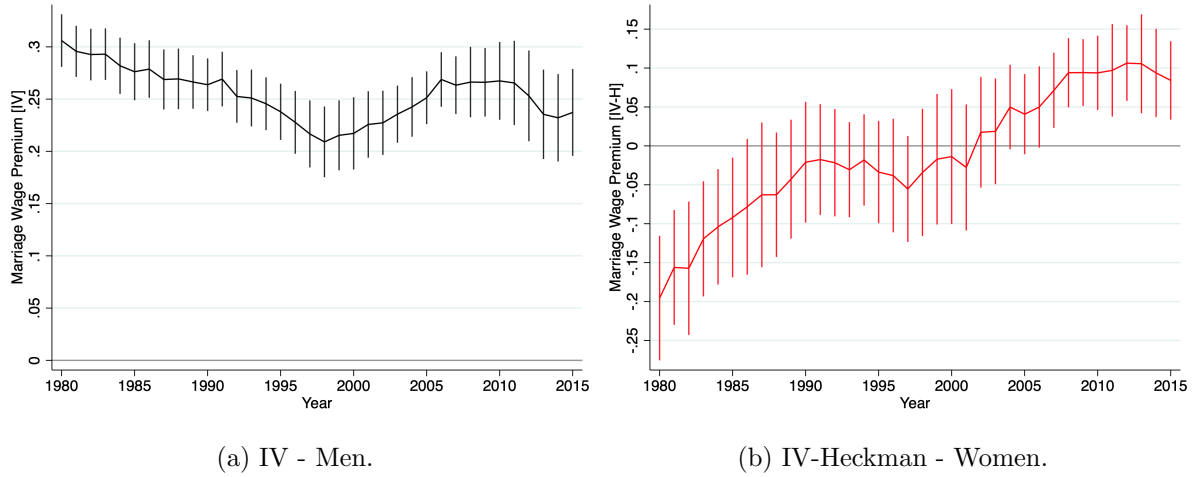 Marriage Wage Premium [IV]
.3
.25
.2
.15
.1
.05
0
1980 1985 1990 1995 2000 2005 2010 2015
Year
(a) IV - Men.
Marriage Wage Premium [IV-H]
.15
.1
.05
0
-.05
-.1
-.15
-.2
-.25
1980 1985 1990 1995 2000 2005 2010 2015
Year
(b) IV-Heckman - Women.